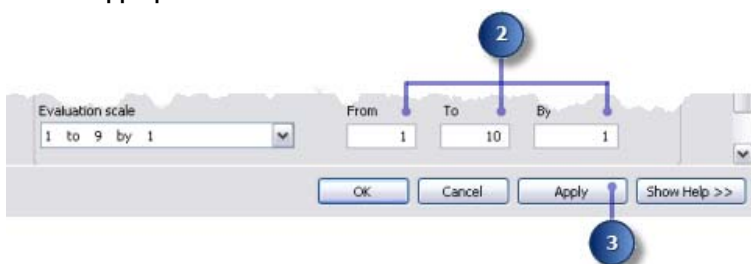 2
Evaluation scale From To By
1 to 9 by 1 1 10 1
OK Cancel Apply Show Help >>
3